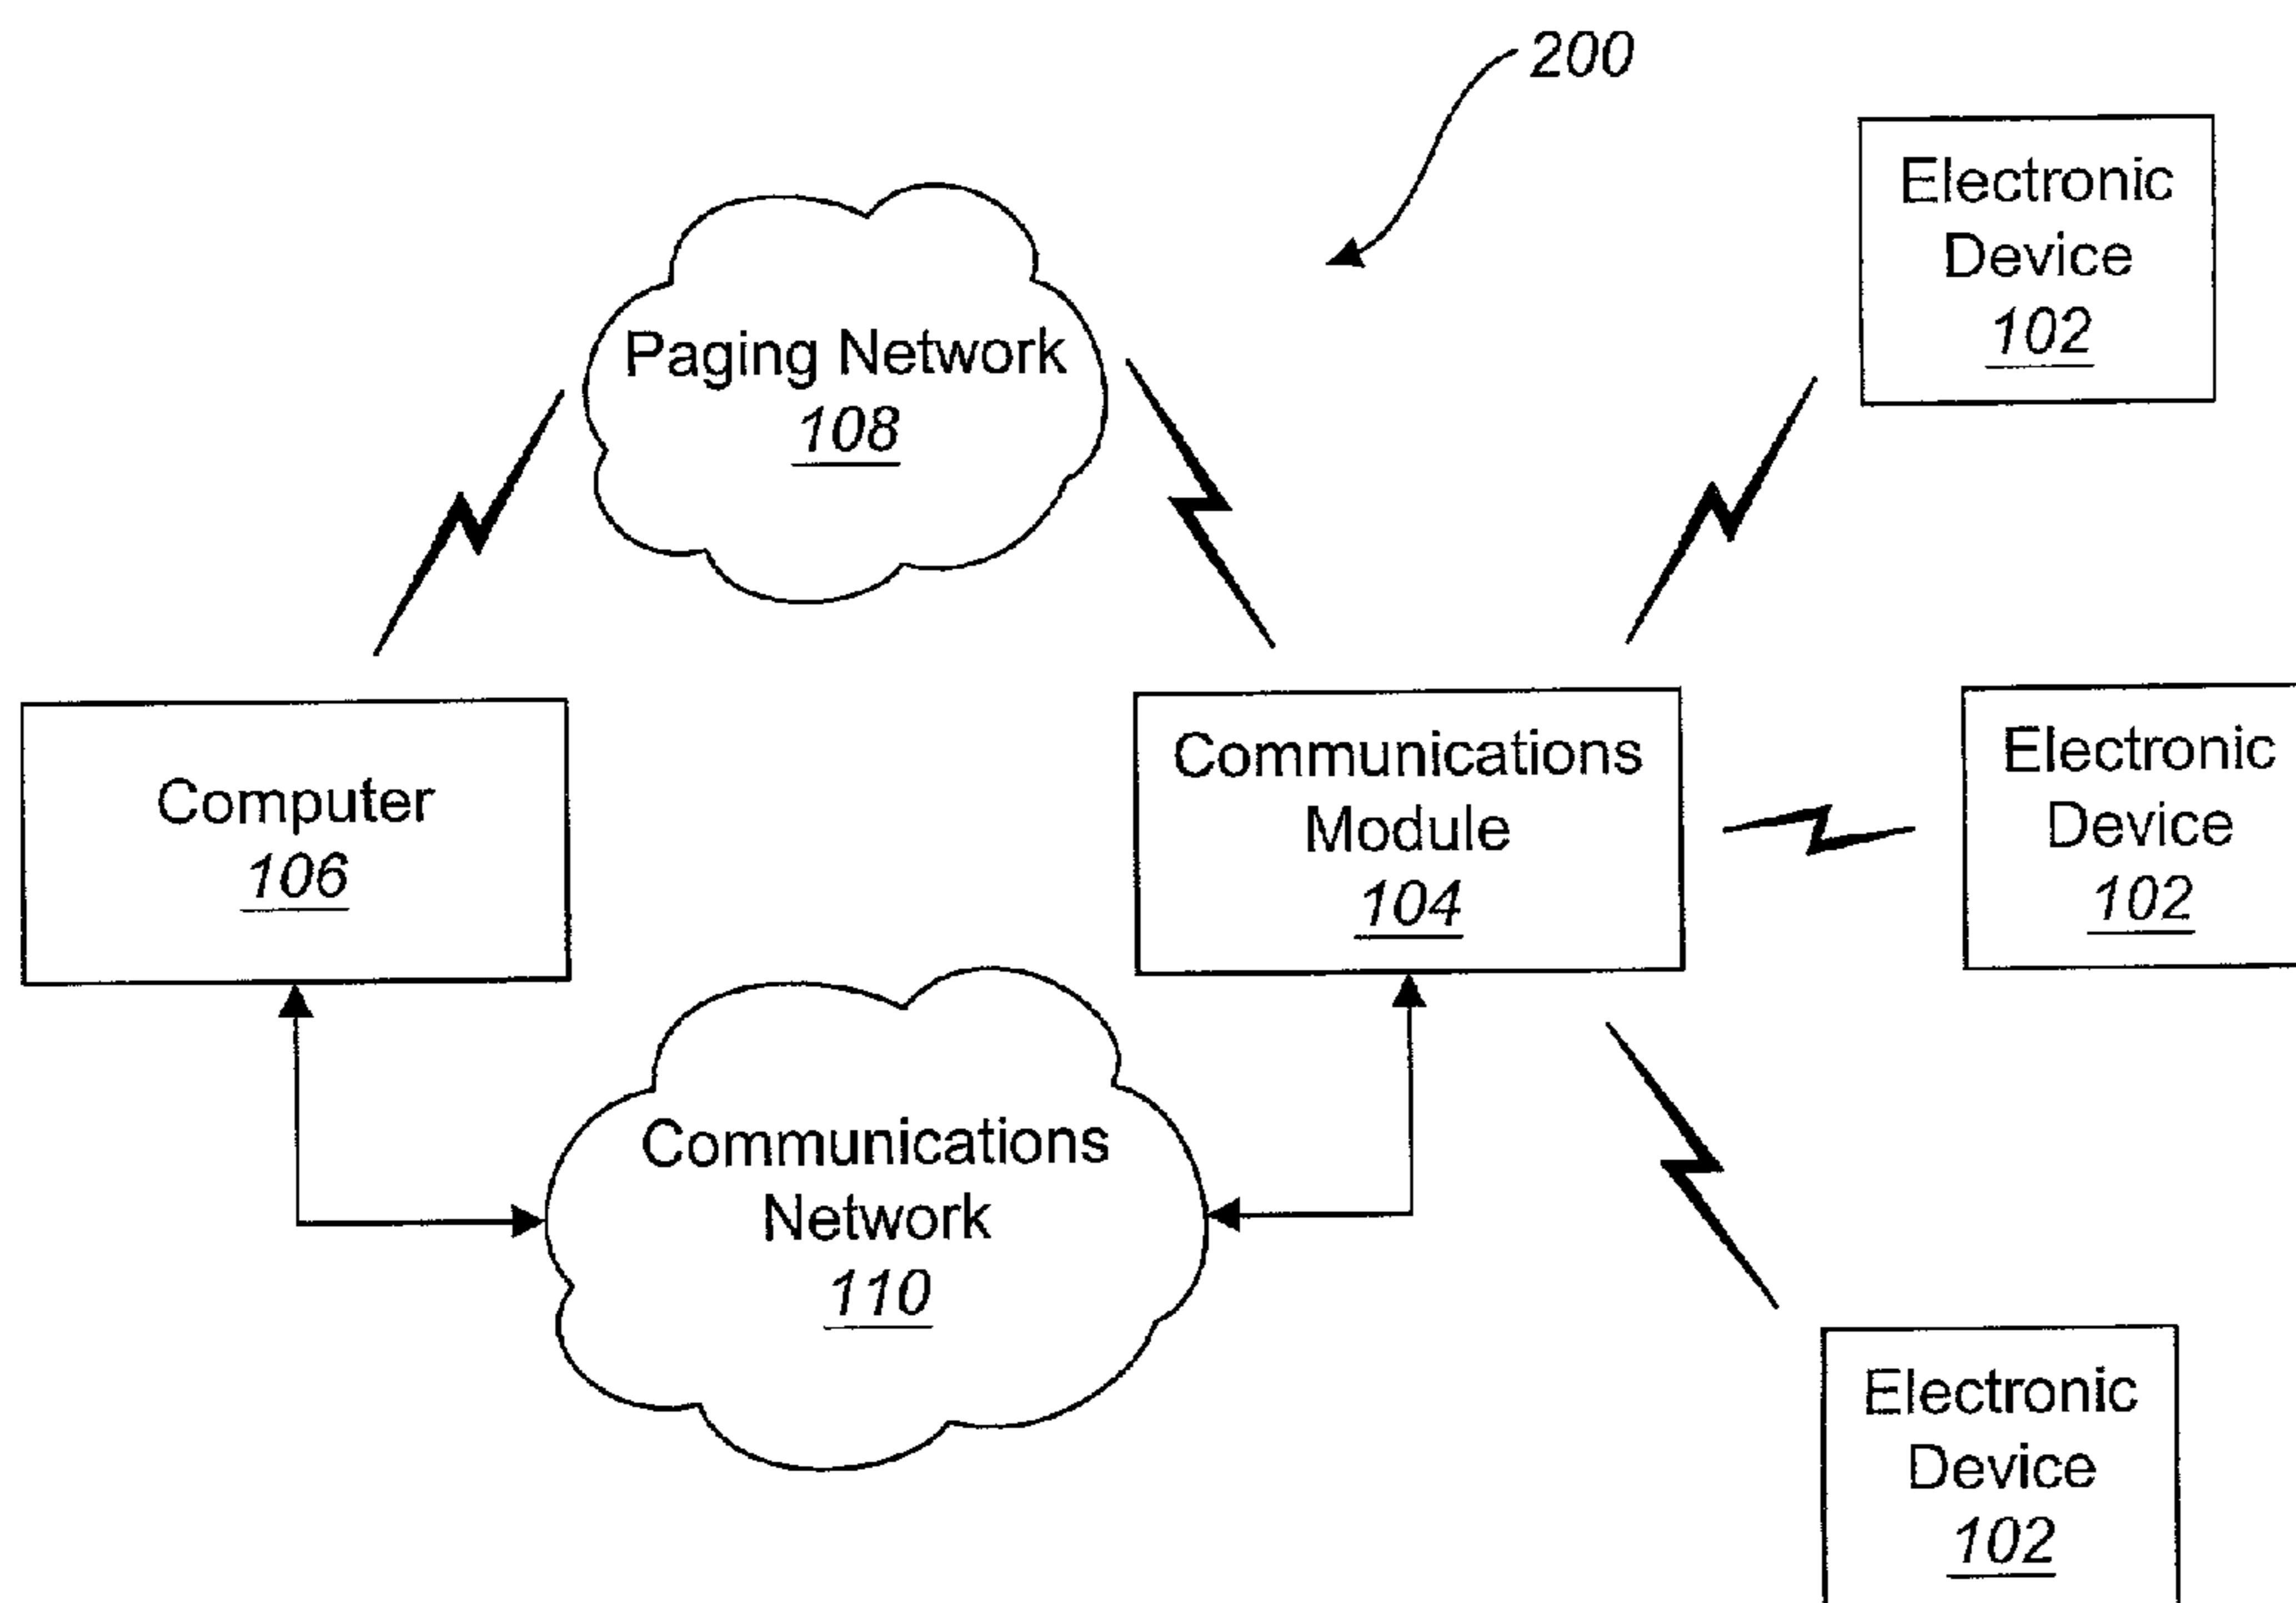 200
Electronic
Device
102
Paging Network
108
Computer
106
Communications
Module
104
Electronic
Device
102
Communications
Network
110
Electronic
Device
102